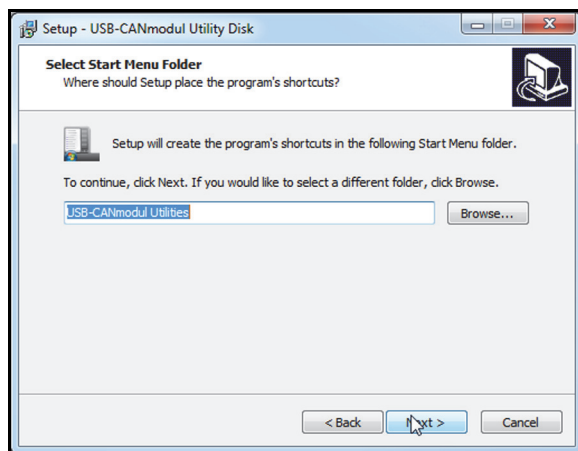 Setup - USB-CANmodul Utility Disk
Select Start Menu Folder
Where should Setup place the program's shortcuts?
Setup will create the program's shortcuts in the following Start Menu folder.
To continue, click Next. If you would like to select a different folder, click Browse.
USB-CANmodul Utilities
Browse...
< Back
Next >
Cancel